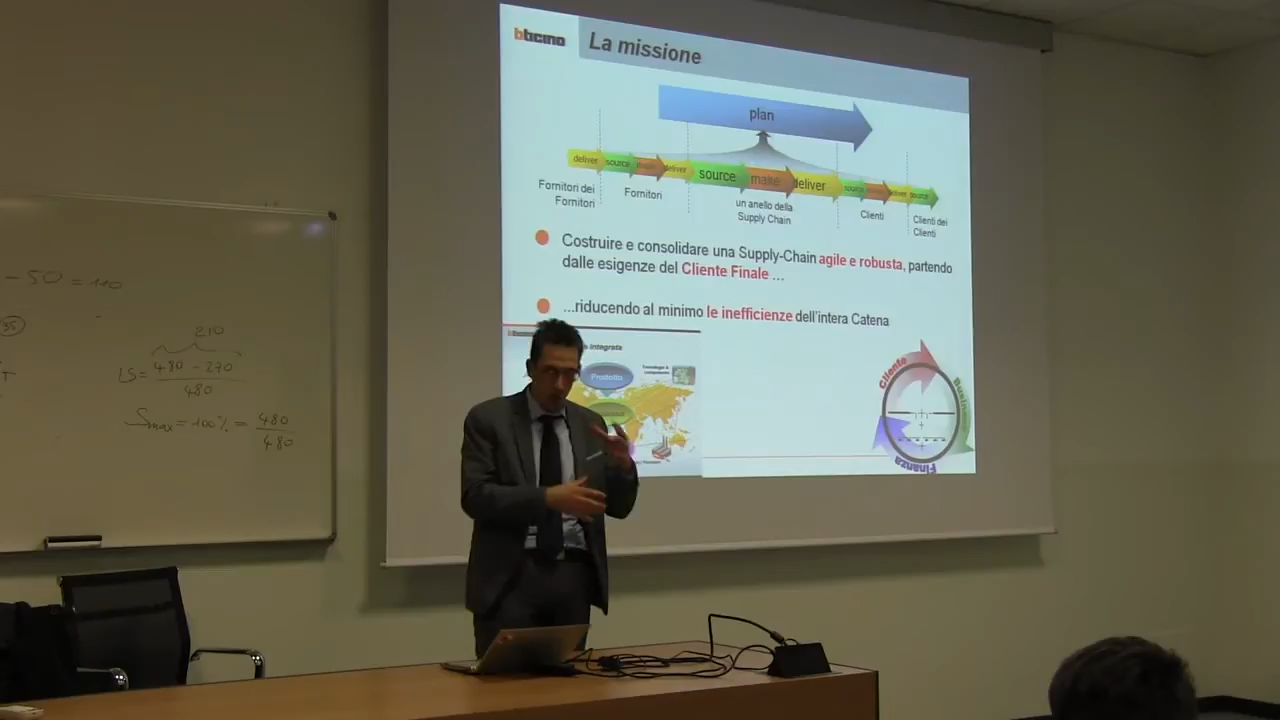 bticino
La missione
plan
deliver
source
make
deliver
source
make
deliver
source
deliver
source
Fornitori dei
Fornitori
Fornitori
un anello della
Supply Chain
Clienti
Clienti dei
Clienti
Costruire e consolidare una Supply-Chain agile e robusta, partendo
dalle esigenze del Cliente Finale ...
...riducendo al minimo le inefficienze dell'intera Catena
integrata
Prodotto
Cliente
Business
Finanza
- 50 = 110
35
210
LS = 480 - 270
480
Smax = 100% = 480
480